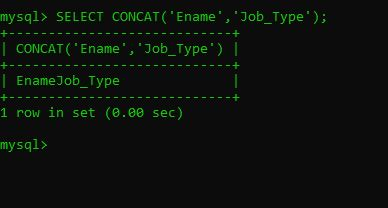 mysql> SELECT CONCAT('Ename','Job_Type');
+----------------------------+
| CONCAT('Ename','Job_Type') |
+----------------------------+
| EnameJob_Type              |
+----------------------------+
1 row in set (0.00 sec)
mysql>